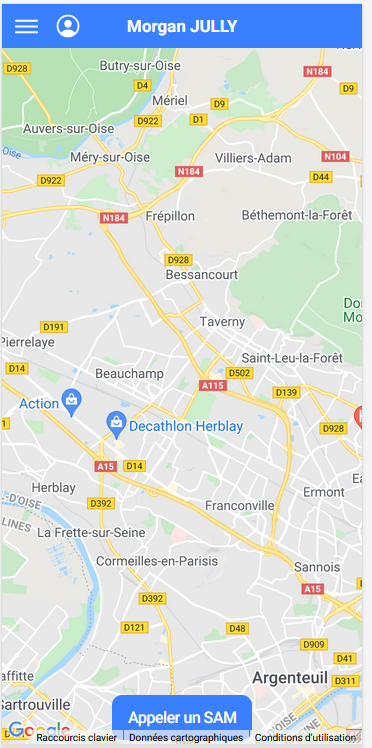 Morgan JULLY
D928
Butry-sur-Oise
N184
D4
Mériel
D9
D9
D922
D1
Auvers-sur-Oise
Oise
Méry-sur-Oise
Villiers-Adam
N104
N184
D922
D44
N184
Frépillon
Béthemont-la-Forêt
D928
Bessancourt
Do
Mo
D191
Taverny
Pierrelaye
Saint-Leu-la-Forêt
D14
Beauchamp
D502
A115
D139
Action
Decathlon Herblay
D928
A15
D14
Herblay
Ermont
D392
Franconville
D'OISE
LINES
La Frette-sur-Seine
Cormeilles-en-Parisis
Sannois
A15
D392
D121
D48
D909
D41
Argenteuil
D311
affitte
Sartrouville
Appeler un SAM
D'OISE
SEINE
Google
Raccourcis clavier
Données cartographiques
Conditions d'utilisation